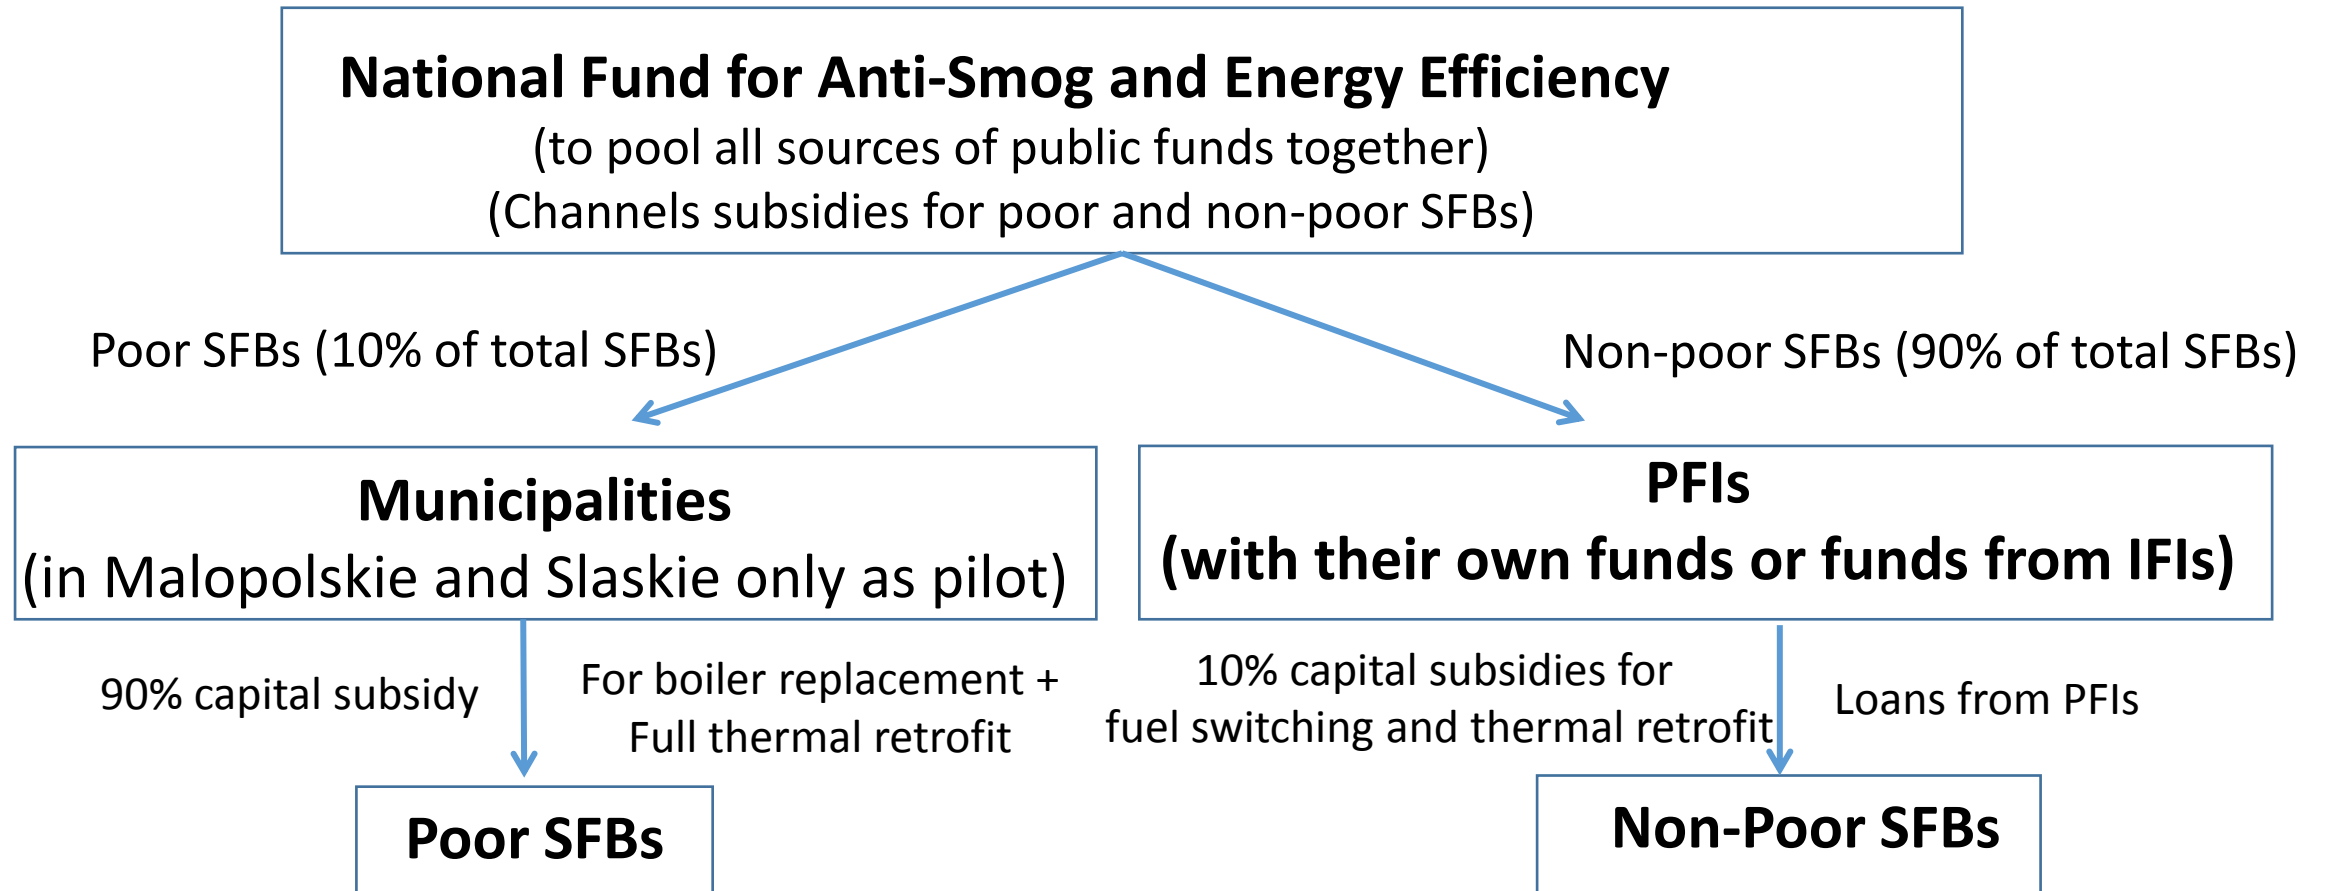 National Fund for Anti-Smog and Energy Efficiency
(to pool all sources of public funds together)
(Channels subsidies for poor and non-poor SFBs)
Poor SFBs (10% of total SFBs)
Non-poor SFBs (90% of total SFBs)
Municipalities
(in Malopolskie and Slaskie only as pilot)
PFIs
(with their own funds or funds from IFIs)
90% capital subsidy
For boiler replacement +
Full thermal retrofit
10% capital subsidies for
fuel switching and thermal retrofit
Loans from PFIs
Poor SFBs
Non-Poor SFBs